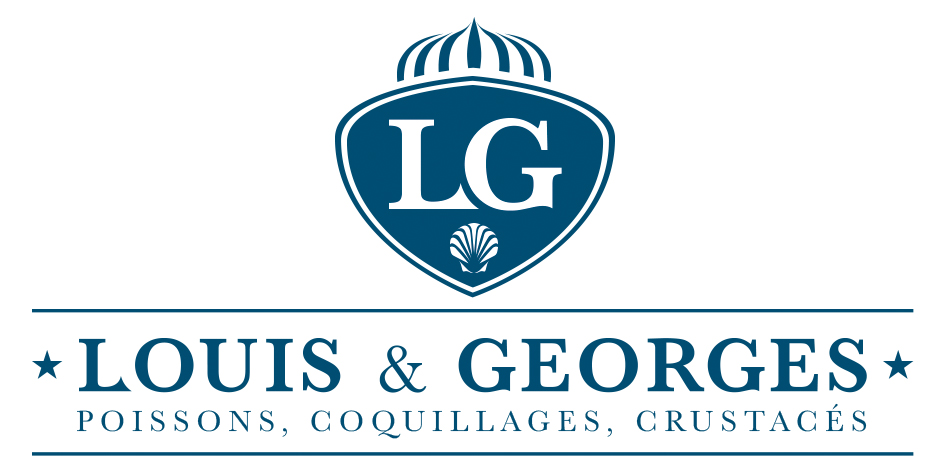 LG
LOUIS & GEORGES
POISSONS, COQUILLAGES, CRUSTACÉS